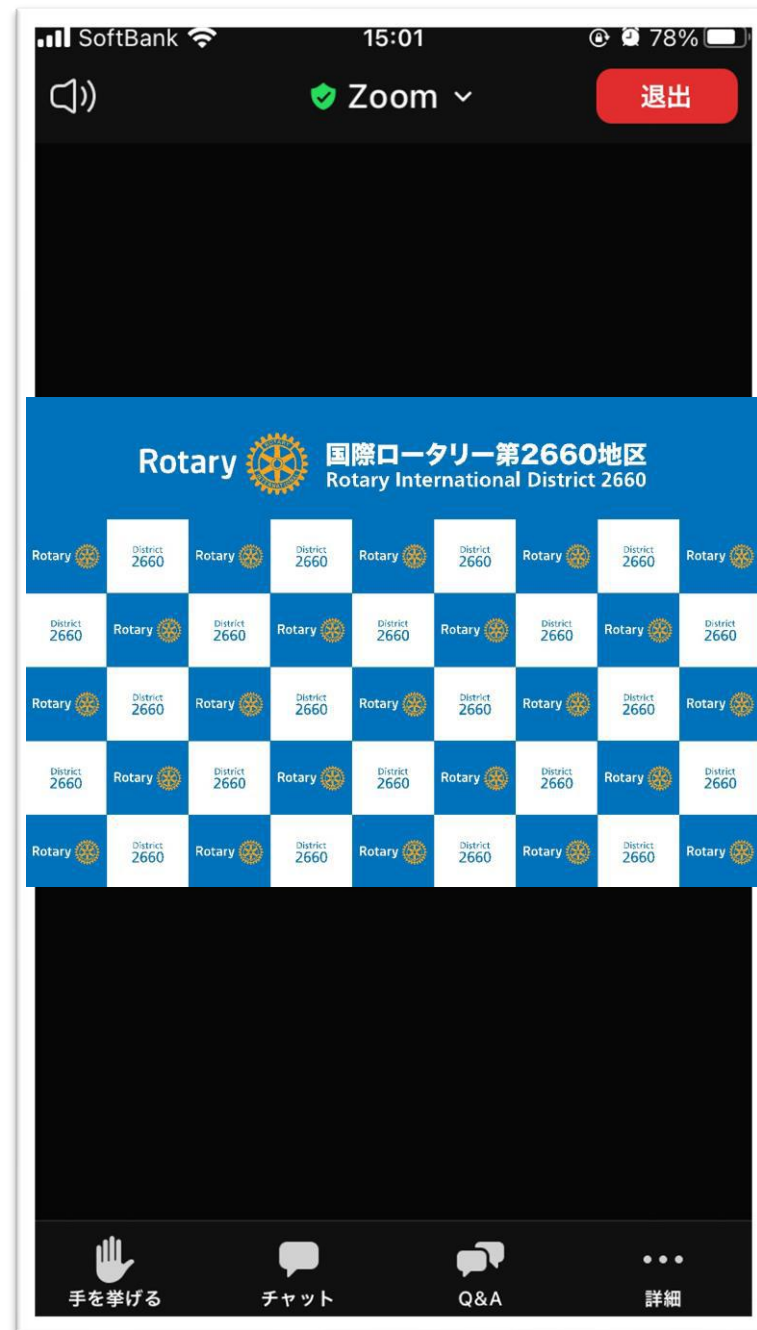 SoftBank 15:01 78%
Zoom 退出
Rotary 国際ロータリー第2660地区
Rotary International District 2660
Rotary District 2660 Rotary District 2660 Rotary District 2660 Rotary District 2660 Rotary
District 2660 Rotary District 2660 Rotary District 2660 Rotary District 2660 Rotary District 2660
Rotary District 2660 Rotary District 2660 Rotary District 2660 Rotary District 2660 Rotary
District 2660 Rotary District 2660 Rotary District 2660 Rotary District 2660 Rotary District 2660
Rotary District 2660 Rotary District 2660 Rotary District 2660 Rotary District 2660 Rotary
手を挙げる チャット Q&A 詳細